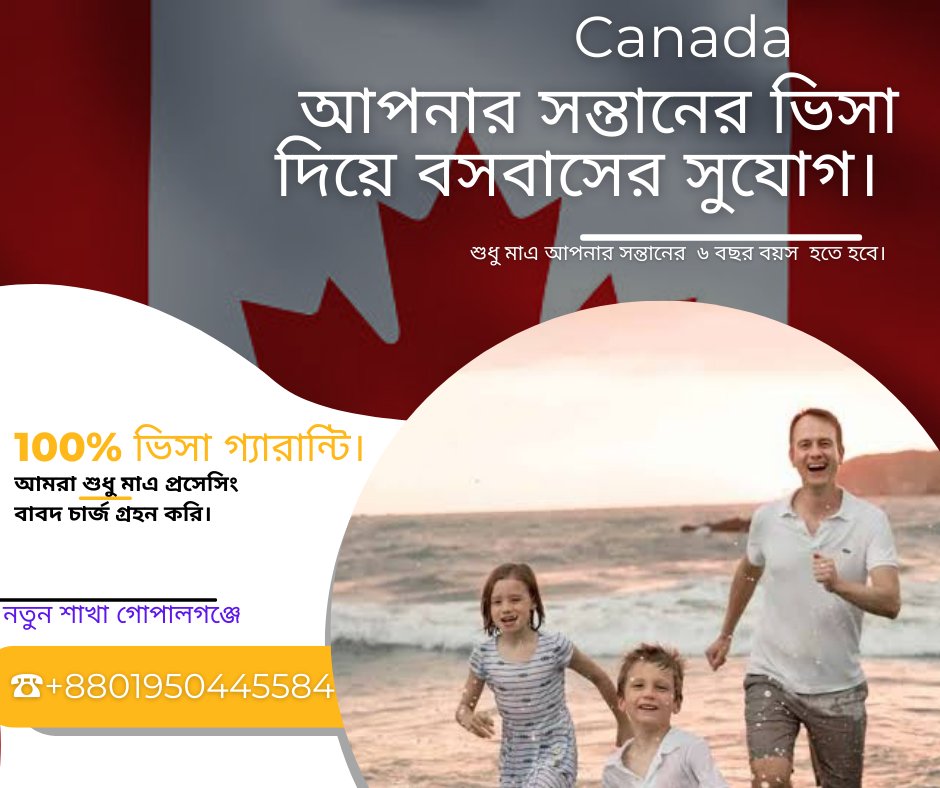 Canada
আপনার সন্তানের ভিসা
দিয়ে বসবাসের সুযোগ।
শুধু মাএ আপনার সন্তানের ৬ বছর বয়স হতে হবে।
100% ভিসা গ্যারান্টি।
আমরা শুধু মাএ প্রসেসিং
বাবদ চার্জ গ্রহন করি।
নতুন শাখা গোপালগঞ্জে
☎+8801950445584